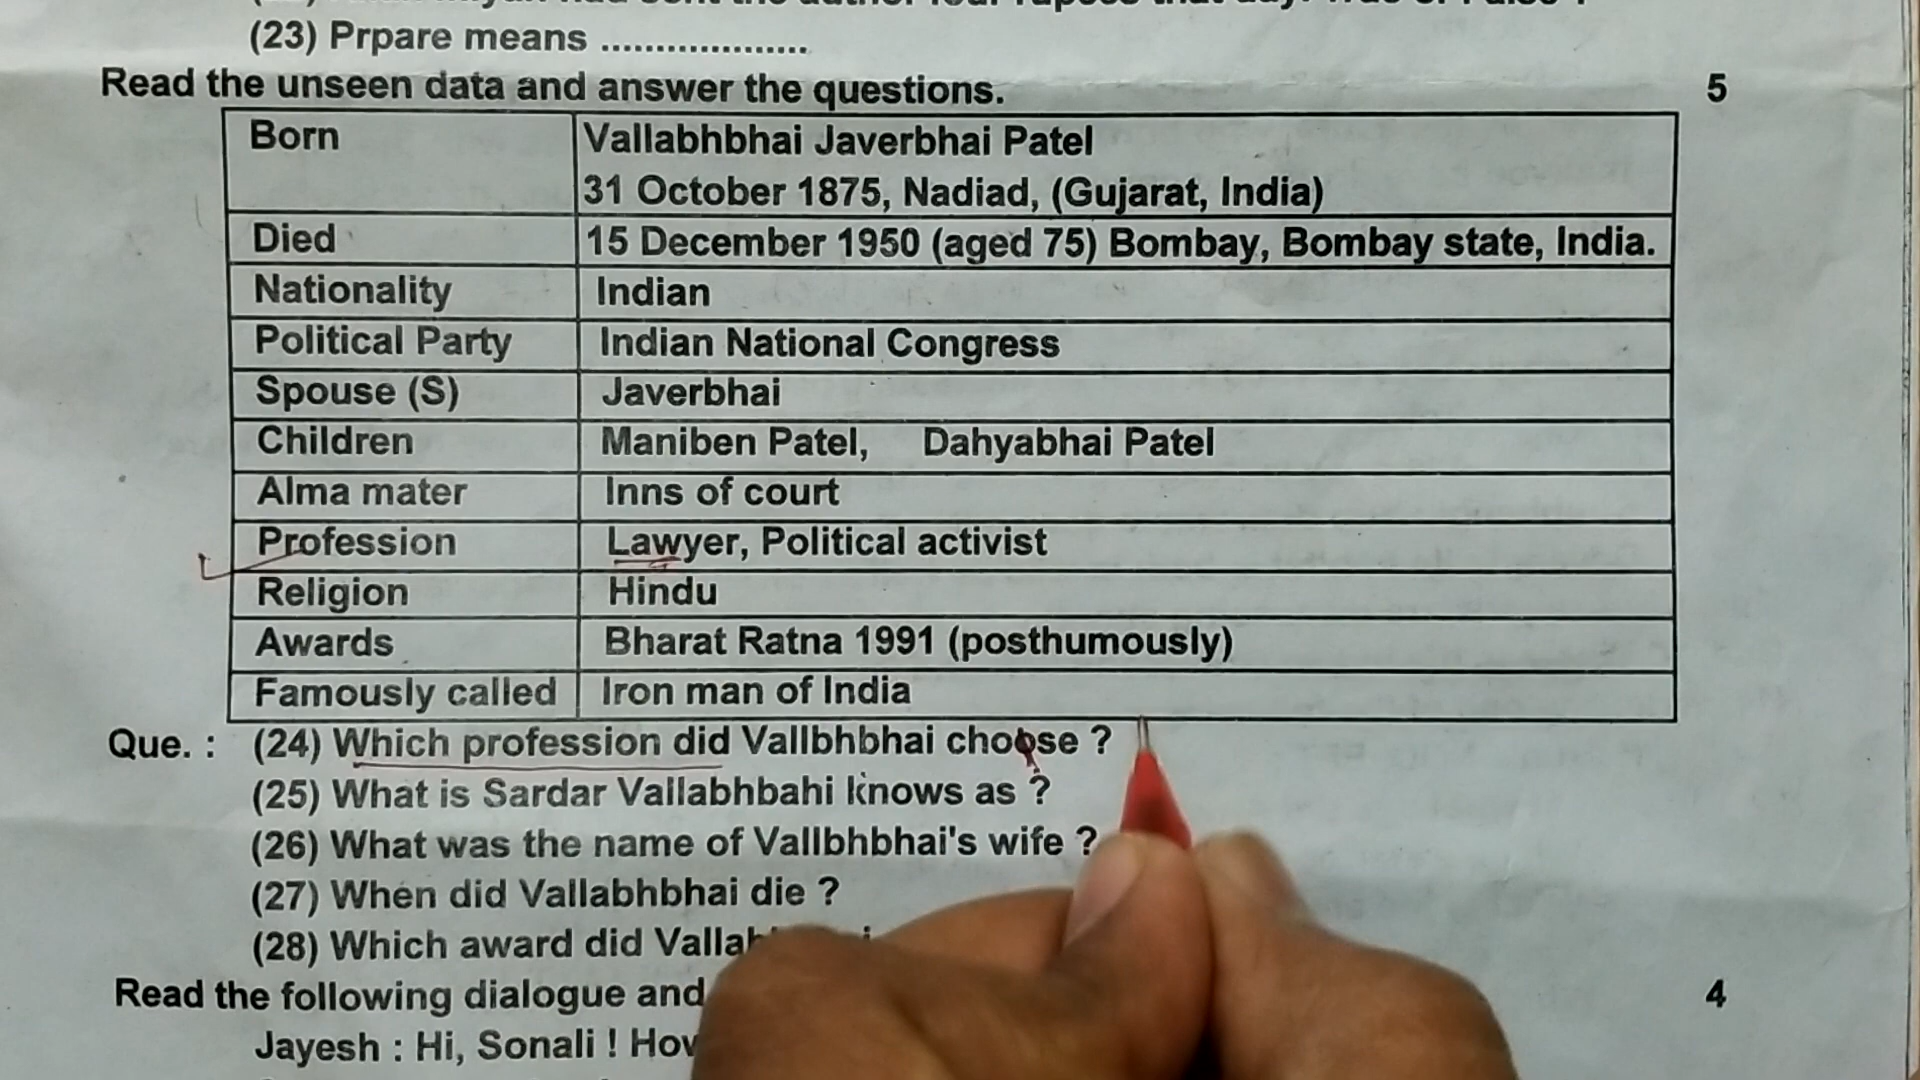 (23) Prpare means ...................
Read the unseen data and answer the questions. 5
Born Vallabhbhai Javerbhai Patel
31 October 1875, Nadiad, (Gujarat, India)
Died 15 December 1950 (aged 75) Bombay, Bombay state, India.
Nationality Indian
Political Party Indian National Congress
Spouse (S) Javerbhai
Children Maniben Patel, Dahyabhai Patel
Alma mater Inns of court
Profession Lawyer, Political activist
Religion Hindu
Awards Bharat Ratna 1991 (posthumously)
Famously called Iron man of India
Que. : (24) Which profession did Vallbhbhai choose ?
(25) What is Sardar Vallabhbahi knows as ?
(26) What was the name of Vallbhbhai's wife ?
(27) When did Vallabhbhai die ?
(28) Which award did
Read the following dialogue and 4
Jayesh : Hi, Sonali !